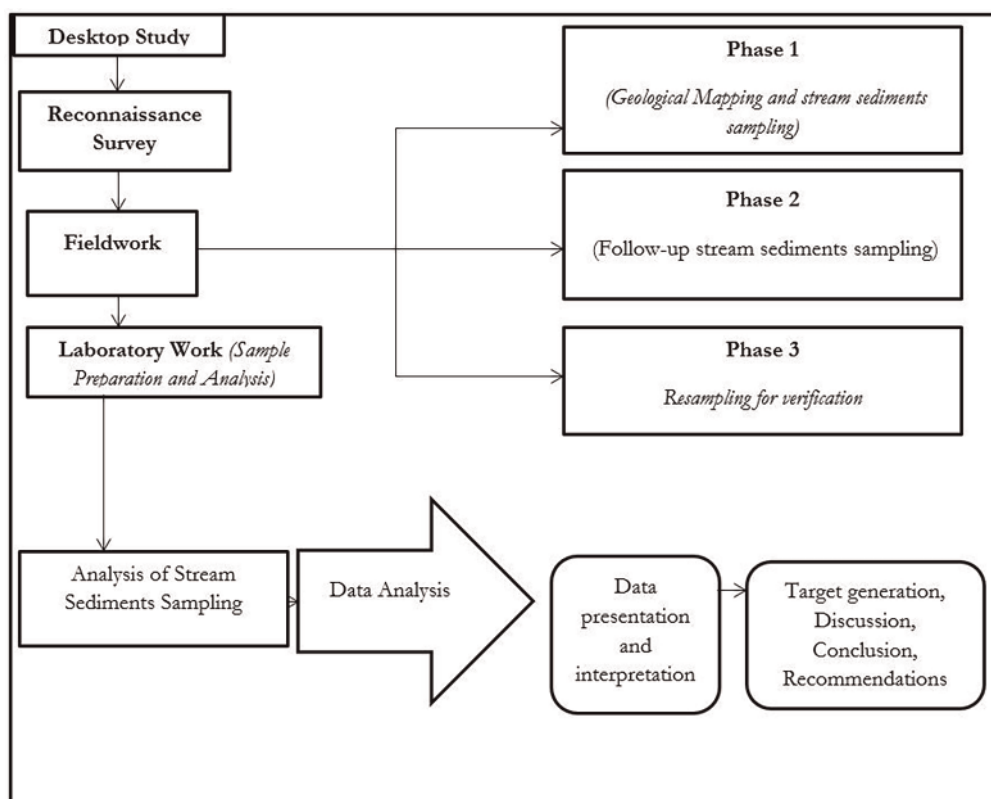 Desktop Study
Reconnaissance
Survey
Fieldwork
Laboratory Work (Sample
Preparation and Analysis)
Analysis of Stream
Sediments Sampling
Phase 1
(Geological Mapping and stream sediments
sampling)
Phase 2
(Follow-up stream sediments sampling)
Phase 3
Resampling for verification
Data Analysis
Data
presentation
and
interpretation
Target generation,
Discussion,
Conclusion,
Recommendations